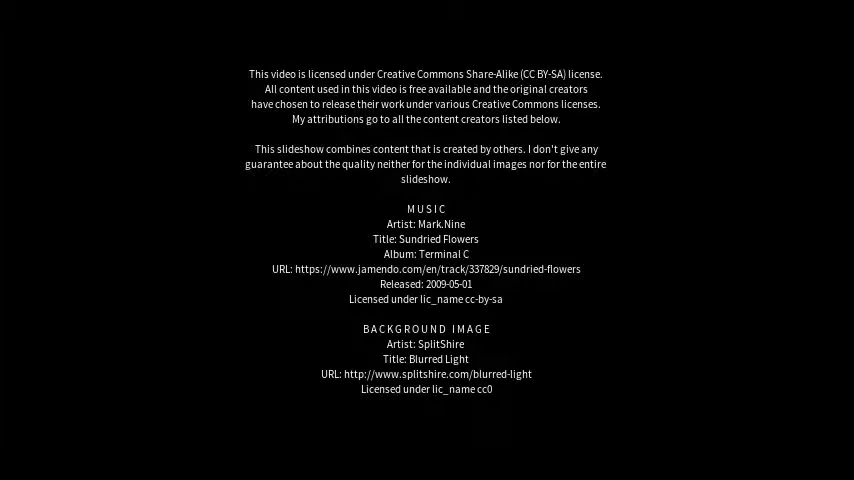 This video is licensed under Creative Commons Share-Alike (CC BY-SA) license.
All content used in this video is free available and the original creators
have chosen to release their work under various Creative Commons licenses.
My attributions go to all the content creators listed below.
This slideshow combines content that is created by others. I don't give any
guarantee about the quality neither for the individual images nor for the entire
slideshow.
MUSIC
Artist: Mark.Nine
Title: Sundried Flowers
Album: Terminal C
URL: https://www.jamendo.com/en/track/337829/sundried-flowers
Released: 2009-05-01
Licensed under lic_name cc-by-sa
BACKGROUND IMAGE
Artist: SplitShire
Title: Blurred Light
URL: http://www.splitshire.com/blurred-light
Licensed under lic_name cc0